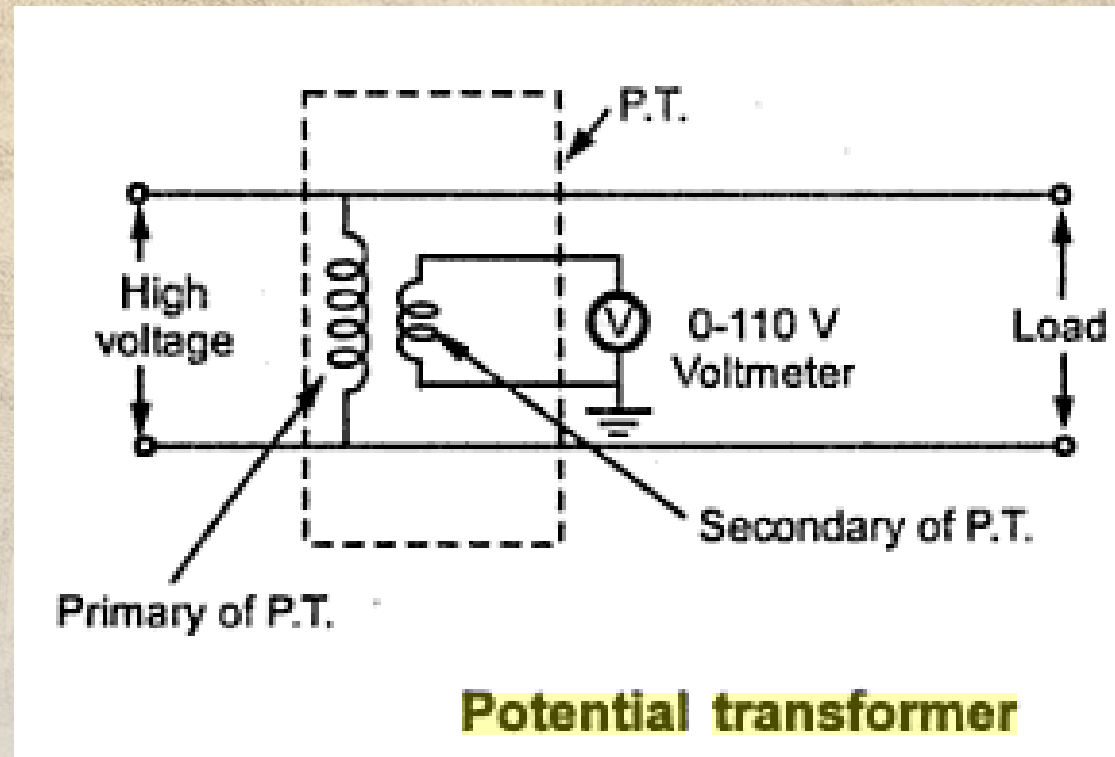 P.T.
High
voltage
V
0-110 V
Voltmeter
Load
Secondary of P.T.
Primary of P.T.
Potential transformer